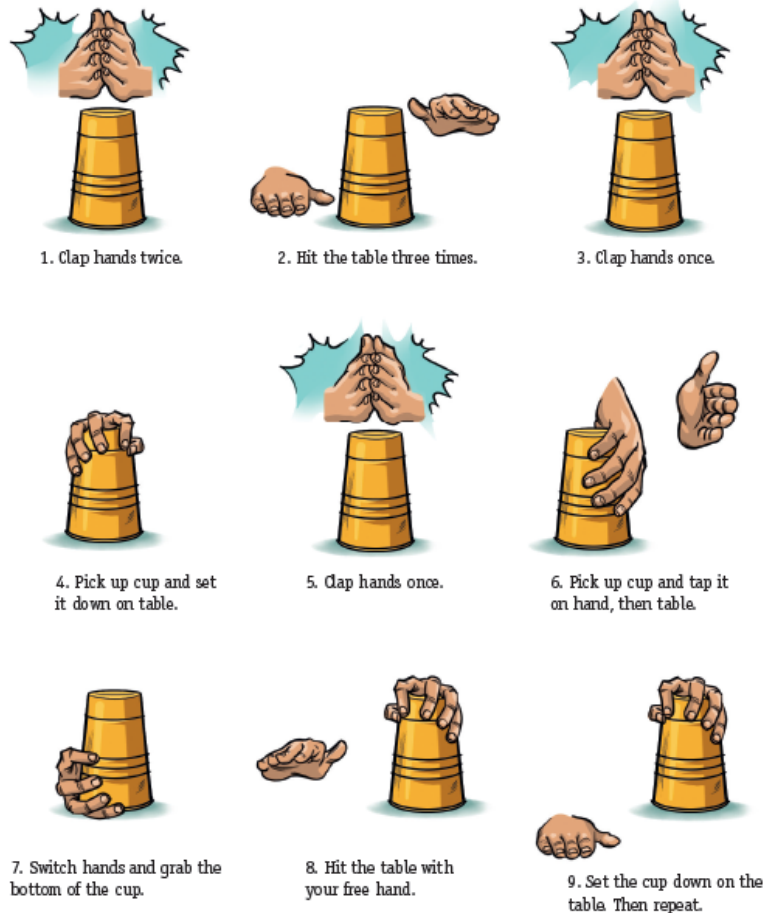 1. Clap hands twice.
2. Hit the table three times.
3. Clap hands once.
4. Pick up cup and set
it down on table.
5. Clap hands once.
6. Pick up cup and tap it
on hand, then table.
7. Switch hands and grab the
bottom of the cup.
8. Hit the table with
your free hand.
9. Set the cup down on the
table. Then repeat.